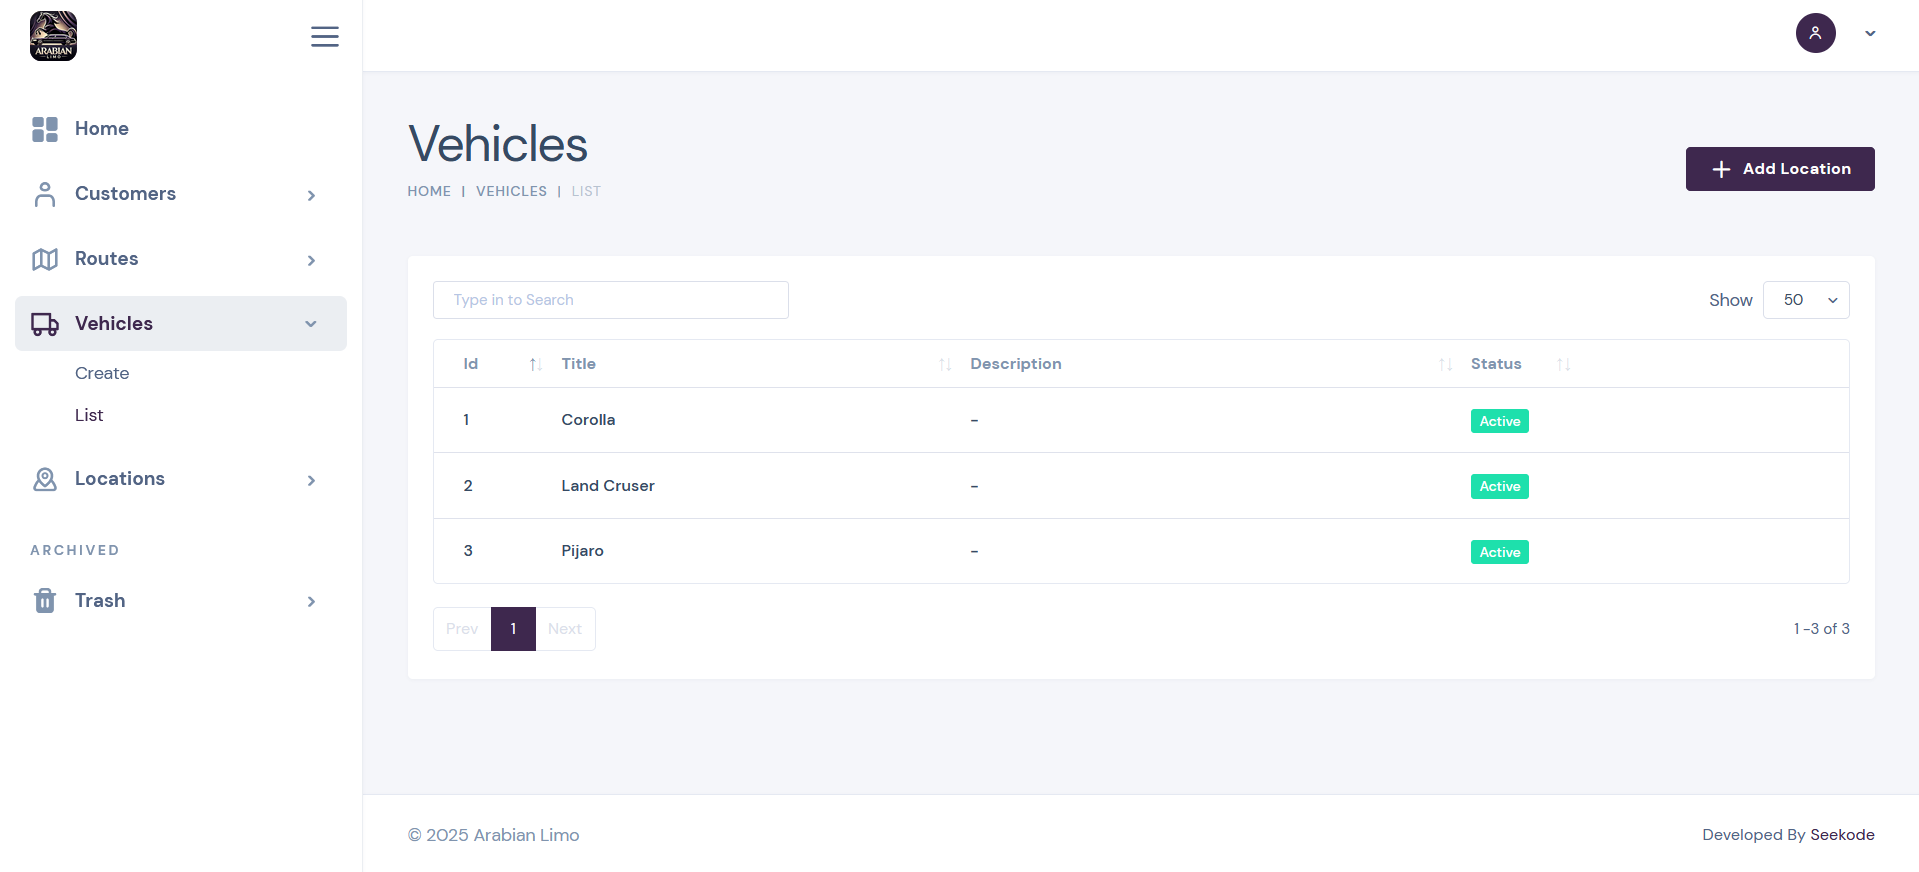 ARABIAN
LIMO
Home
Customers
Routes
Vehicles
Create
List
Locations
ARCHIVED
Trash
Vehicles
HOME | VEHICLES | LIST
Add Location
Type in to Search
Show 50
Id Title Description Status
1 Corolla - Active
2 Land Cruser - Active
3 Pijaro - Active
Prev 1 Next
1 -3 of 3
© 2025 Arabian Limo
Developed By Seekode